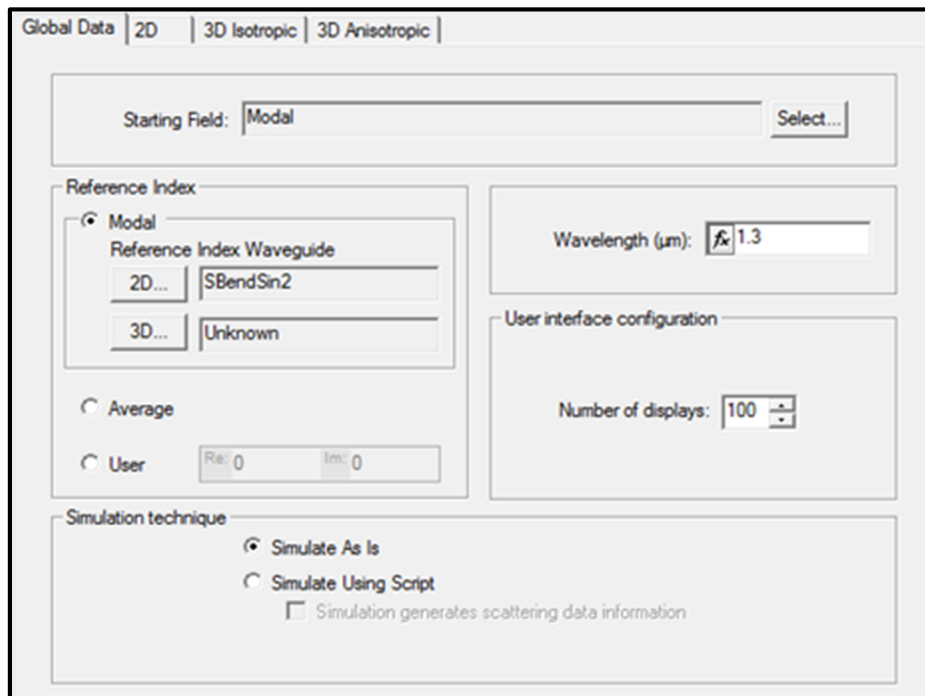 Global Data 2D 3D Isotropic 3D Anisotropic
Starting Field: Modal Select...
Reference Index
Modal
Reference Index Waveguide
2D... SBendSin2
3D... Unknown
Average
User Re: 0 Im: 0
Wavelength (µm): fx 1.3
User interface configuration
Number of displays: 100
Simulation technique
Simulate As Is
Simulate Using Script
Simulation generates scattering data information